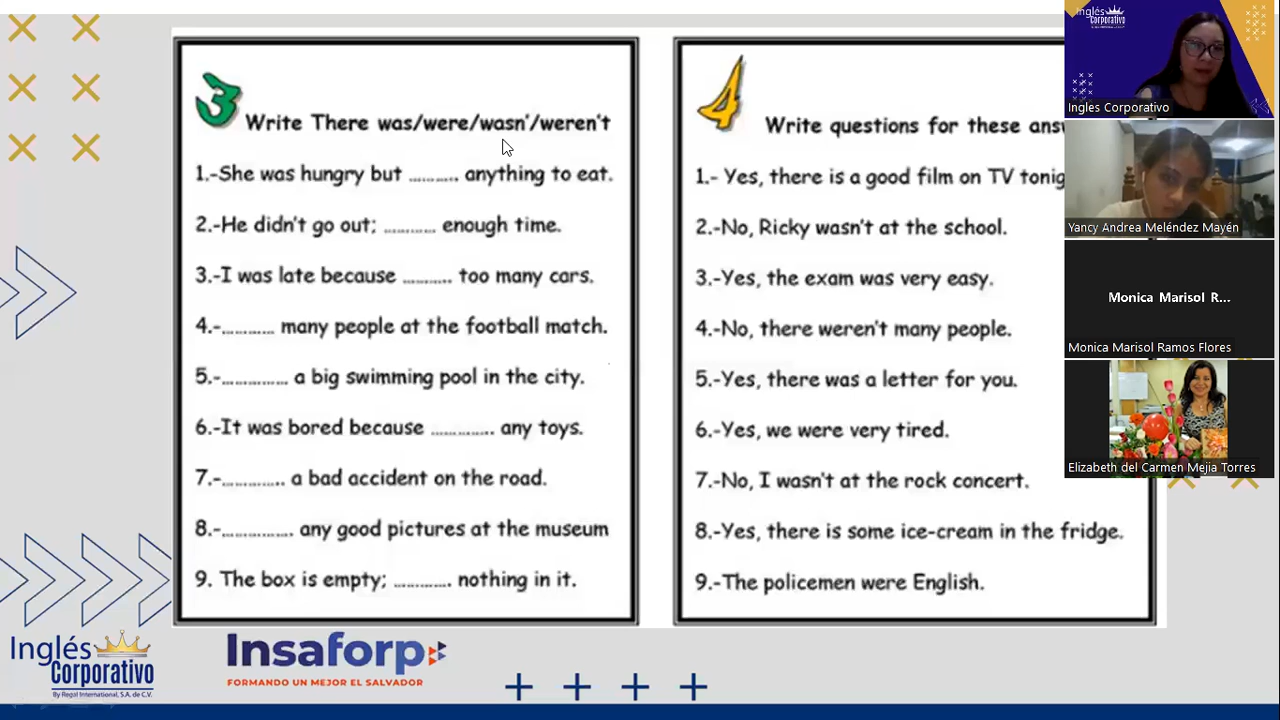 3
Write There was/were/wasn'/weren't
1.-She was hungry but ……….. anything to eat.
2.-He didn't go out; ………… enough time.
3.-I was late because ……….. too many cars.
4.-………… many people at the football match.
5.-…………… a big swimming pool in the city.
6.-It was bored because ………….. any toys.
7.-………….. a bad accident on the road.
8.-……………. any good pictures at the museum
9. The box is empty; …………. nothing in it.
4
Write questions for these
1.- Yes, there is a good film on TV
2.-No, Ricky wasn't at the school.
3.-Yes, the exam was very easy.
4.-No, there weren't many people.
5.-Yes, there was a letter for you.
6.-Yes, we were very tired.
7.-No, I wasn't at the rock concert.
8.-Yes, there is some ice-cream in the fridge.
9.-The policemen were English.
Inglés
Corporativo
Ingles Corporativo
Yancy Andrea Meléndez Mayén
Monica Marisol R...
Monica Marisol Ramos Flores
Elizabeth del Carmen Mejia Torres
Inglés
Corporativo
By Regal International, S.A. de C.V.
Insaforp
FORMANDO UN MEJOR EL SALVADOR